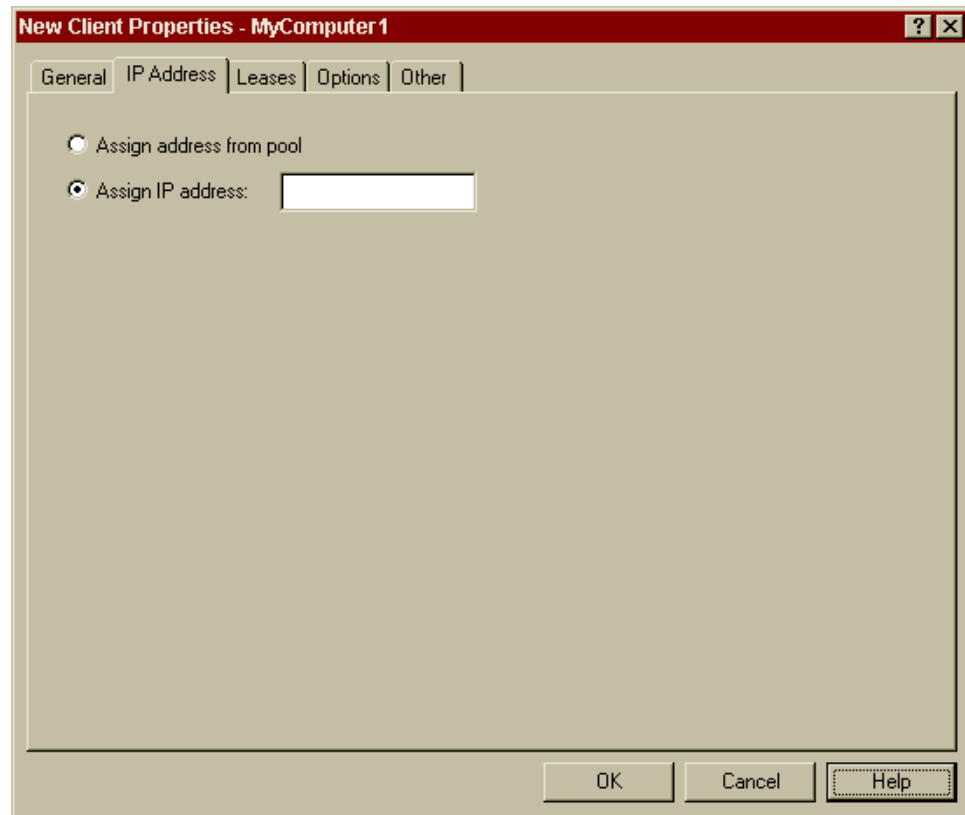 New Client Properties - MyComputer1
General IP Address Leases Options Other
Assign address from pool
Assign IP address:
OK Cancel Help